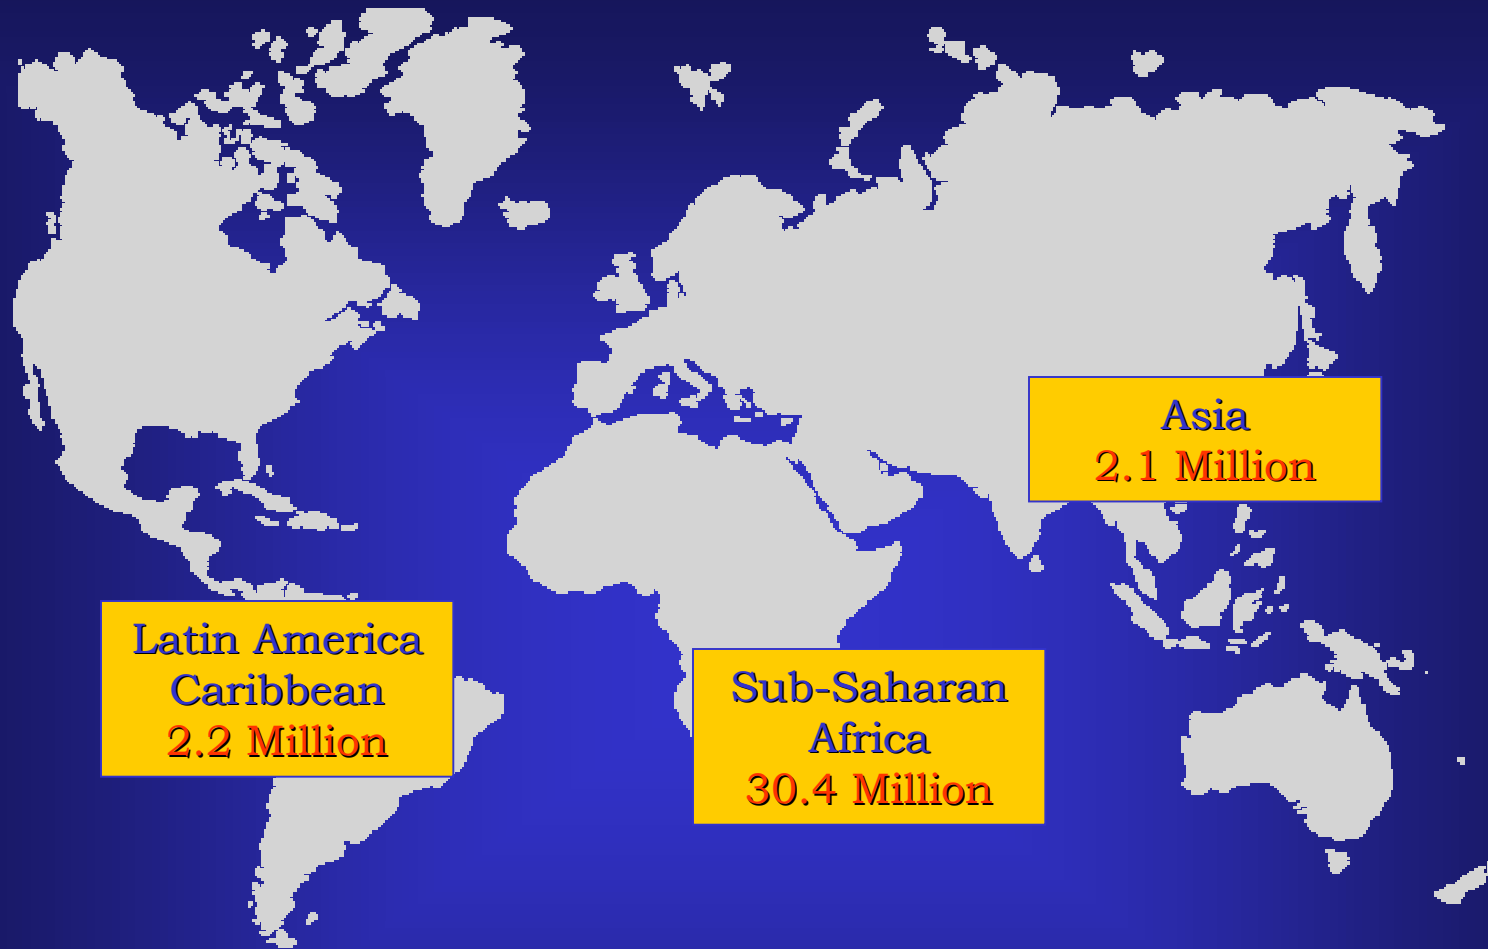 Asia
2.1 Million
Latin America
Caribbean
2.2 Million
Sub-Saharan
Africa
30.4 Million